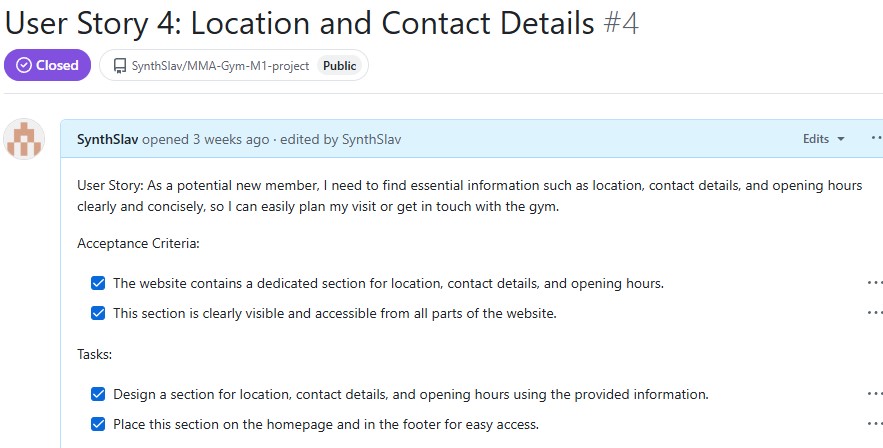 User Story 4: Location and Contact Details #4
Closed SynthSlav/MMA-Gym-M1-project Public
SynthSlav opened 3 weeks ago · edited by SynthSlav Edits
User Story: As a potential new member, I need to find essential information such as location, contact details, and opening hours
clearly and concisely, so I can easily plan my visit or get in touch with the gym.
Acceptance Criteria:
The website contains a dedicated section for location, contact details, and opening hours.
This section is clearly visible and accessible from all parts of the website.
Tasks:
Design a section for location, contact details, and opening hours using the provided information.
Place this section on the homepage and in the footer for easy access.